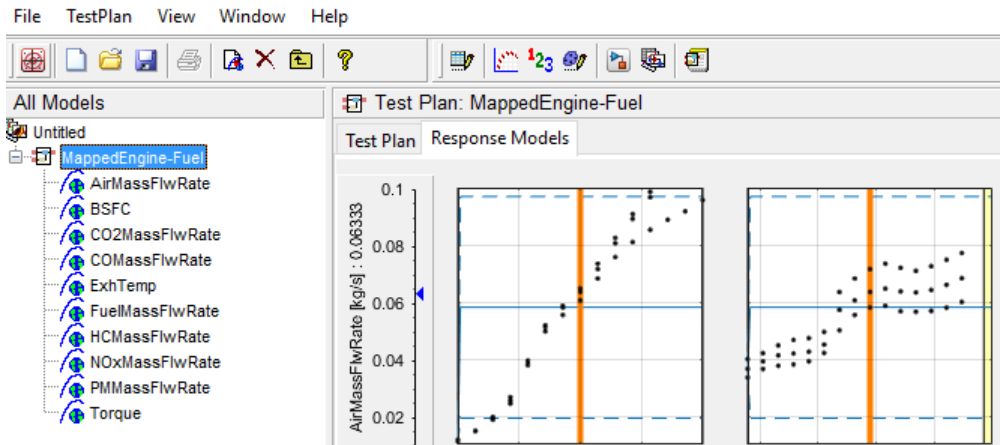 File TestPlan View Window Help
123
?
All Models
Test Plan: MappedEngine-Fuel
Untitled
Test Plan Response Models
MappedEngine-Fuel
AirMassFlwRate
BSFC
CO2MassFlwRate
COMassFlwRate
ExhTemp
FuelMassFlwRate
HCMassFlwRate
NOxMassFlwRate
PMMassFlwRate
Torque
AirMassFlwRate [kg/s] : 0.06333
0.1
0.08
0.06
0.04
0.02